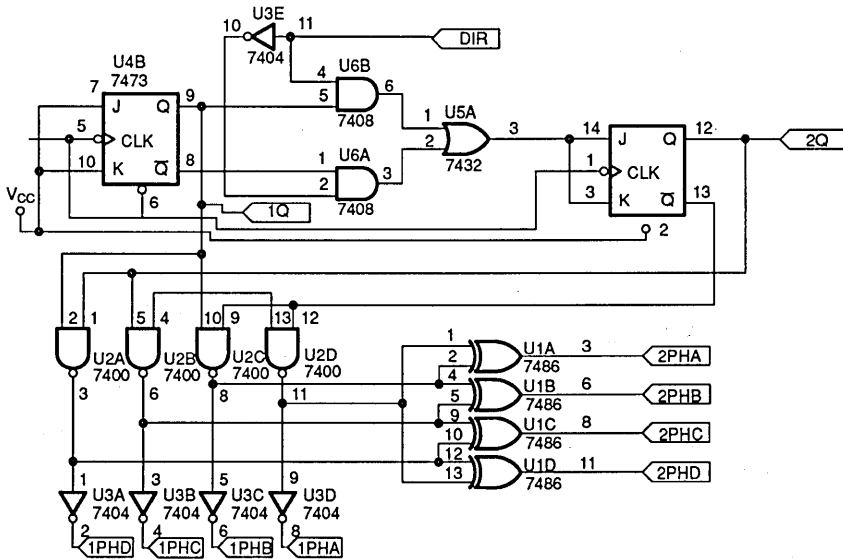 U3E
10
11
DIR
7404
U4B
7473
U6B
7
J
Q
9
4
5
6
7408
U5A
1
2
3
7432
5
CLK
10
K
Q̅
8
6
U6A
1
2
3
7408
14
J
Q
12
2Q
1
CLK
3
K
Q̅
13
2
VCC
1Q
2
1
5
4
10
9
13
12
U2A
7400
U2B
7400
U2C
7400
U2D
7400
3
6
8
11
1
2
U1A
7486
3
2PHA
4
5
U1B
7486
6
2PHB
9
10
U1C
7486
8
2PHC
12
13
U1D
7486
11
2PHD
1
U3A
7404
3
U3B
7404
5
U3C
7404
9
U3D
7404
2
1PHD
4
1PHC
6
1PHB
8
1PHA